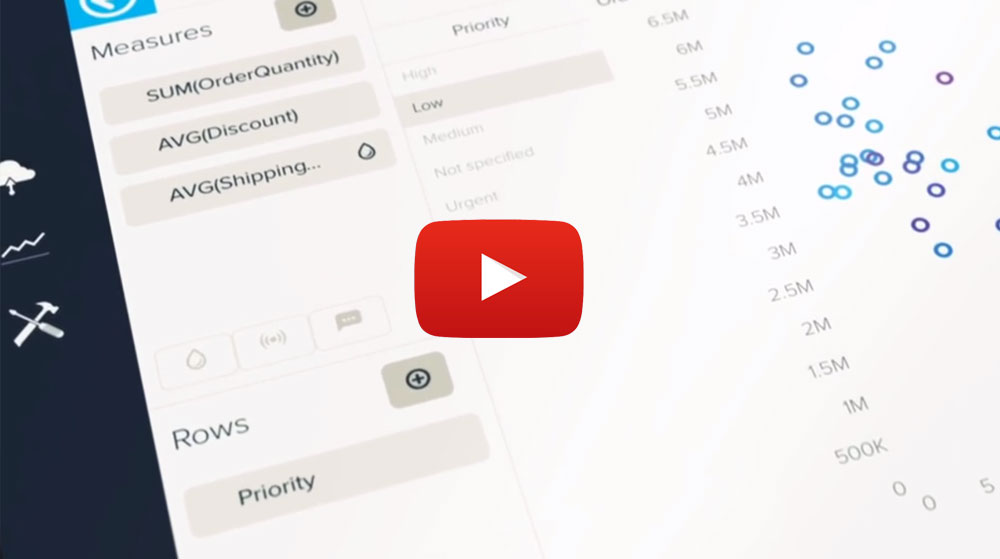 Measures
SUM(OrderQuantity)
AVG(Discount)
AVG(Shipping...
Rows
Priority
Priority
High
Low
Medium
Not specified
Urgent
6.5M
6M
5.5M
5M
4.5M
4M
3.5M
3M
2.5M
2M
1.5M
1M
500K
0
0
5